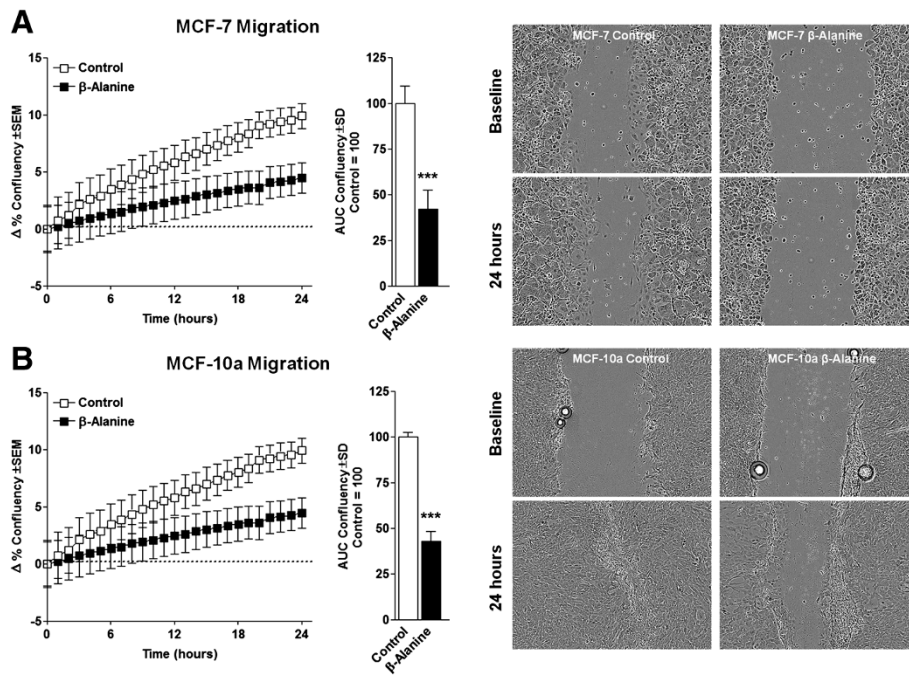 A
MCF-7 Migration
Control
β-Alanine
15
10
5
0
-5
Δ % Confluency ±SEM
0
6
12
18
24
Time (hours)
125
100
75
50
25
0
AUC Confluency±SD
Control = 100
***
Control
β-Alanine
MCF-7 Control
MCF-7 β-Alanine
Baseline
24 hours
B
MCF-10a Migration
Control
β-Alanine
15
10
5
0
-5
Δ % Confluency ±SEM
0
6
12
18
24
Time (hours)
125
100
75
50
25
0
AUC Confluency±SD
Control = 100
***
Control
β-Alanine
MCF-10a Control
MCF-10a β-Alanine
Baseline
24 hours